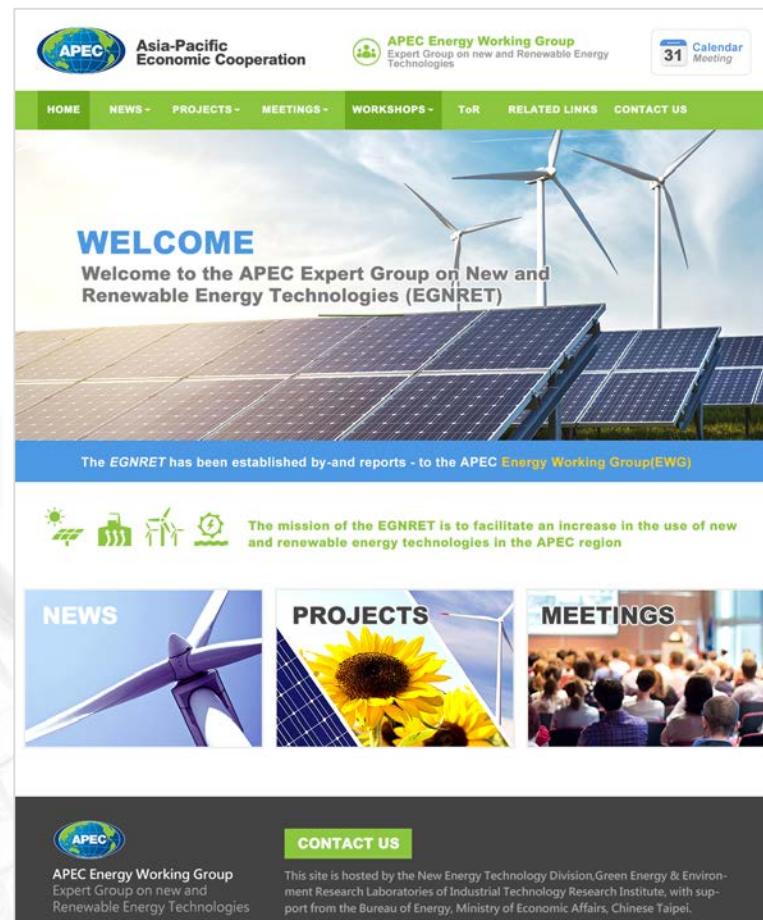 APEC
Asia-Pacific
Economic Cooperation
APEC Energy Working Group
Expert Group on new and Renewable Energy
Technologies
31
Calendar
Meeting
HOME NEWS PROJECTS MEETINGS WORKSHOPS ToR RELATED LINKS CONTACT US
WELCOME
Welcome to the APEC Expert Group on New and
Renewable Energy Technologies (EGNRET)
The EGNRET has been established by-and reports - to the APEC Energy Working Group(EWG)
The mission of the EGNRET is to facilitate an increase in the use of new
and renewable energy technologies in the APEC region
NEWS
PROJECTS
MEETINGS
APEC
APEC Energy Working Group
Expert Group on new and
Renewable Energy Technologies
CONTACT US
This site is hosted by the New Energy Technology Division,Green Energy & Environ-
ment Research Laboratories of Industrial Technology Research Institute, with sup-
port from the Bureau of Energy, Ministry of Economic Affairs, Chinese Taipei.